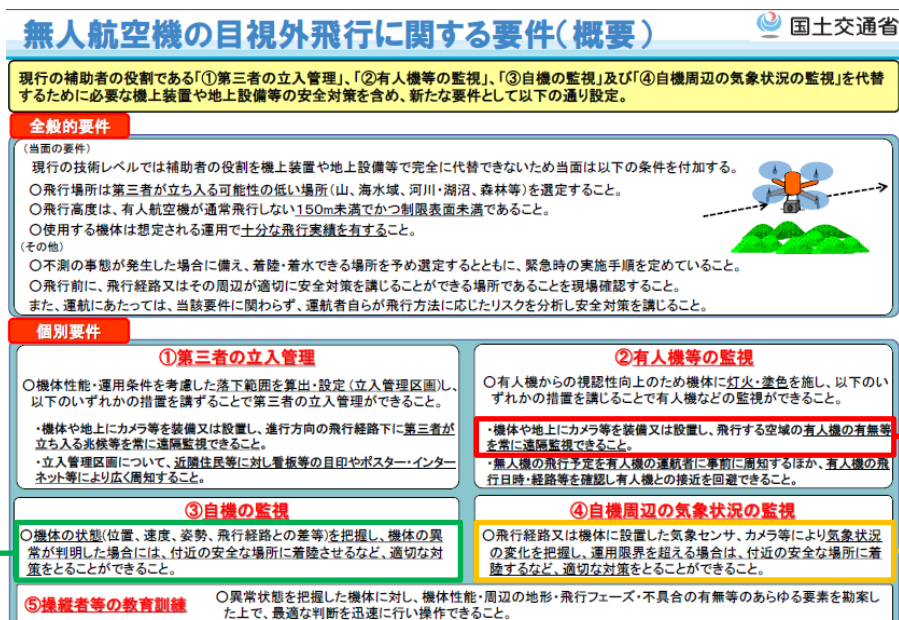 無人航空機の目視外飛行に関する要件(概要)
国土交通省
現行の補助者の役割である「①第三者の立入管理」、「②有人機等の監視」、「③自機の監視」及び「④自機周辺の気象状況の監視」を代替
するために必要な機上装置や地上設備等の安全対策を含め、新たな要件として以下の通り設定。
全般的要件
(当面の要件)
現行の技術レベルでは補助者の役割を機上装置や地上設備等で完全に代替できないため当面は以下の条件を付加する。
○飛行場所は第三者が立ち入る可能性の低い場所(山、海水域、河川・湖沼、森林等)を選定すること。
○飛行高度は、有人航空機が通常飛行しない150m未満でかつ制限表面未満であること。
○使用する機体は想定される運用で十分な飛行実績を有すること。
(その他)
○不測の事態が発生した場合に備え、着陸・着水できる場所を予め選定するとともに、緊急時の実施手順を定めていること。
○飛行前に、飛行経路又はその周辺が適切に安全対策を講じることができる場所であることを現場確認すること。
また、運航にあたっては、当該要件に関わらず、運航者自らが飛行方法に応じたリスクを分析し安全対策を講じること。
個別要件
①第三者の立入管理
○機体性能・運用条件を考慮した落下範囲を算出・設定(立入管理区画)し、
以下のいずれかの措置を講ずることで第三者の立入管理ができること。
・機体や地上にカメラ等を装備又は設置し、進行方向の飛行経路下に第三者が
立ち入る兆候等を常に遠隔監視できること。
・立入管理区画について、近隣住民等に対し看板等の目印やポスター・インター
ネット等により広く周知すること。
②有人機等の監視
○有人機からの視認性向上のため機体に灯火・塗色を施し、以下のい
ずれかの措置を講じることで有人機などの監視ができること。
・機体や地上にカメラ等を装備又は設置し、飛行する空域の有人機の有無等
を常に遠隔監視できること。
・無人機の飛行予定を有人機の運航者に事前に周知するほか、有人機の飛
行日時・経路等を確認し有人機との接近を回避できること。
③自機の監視
○機体の状態(位置、速度、姿勢、飛行経路との差等)を把握し、機体の異
常が判明した場合には、付近の安全な場所に着陸させるなど、適切な対
策をとることができること。
④自機周辺の気象状況の監視
○飛行経路又は機体に設置した気象センサ、カメラ等により気象状況
の変化を把握し、運用限界を超える場合は、付近の安全な場所に着
陸するなど、適切な対策をとることができること。
⑤操縦者等の教育訓練
○異常状態を把握した機体に対し、機体性能・周辺の地形・飛行フェーズ・不具合の有無等のあらゆる要素を勘案し
た上で、最適な判断を迅速に行い操作できること。